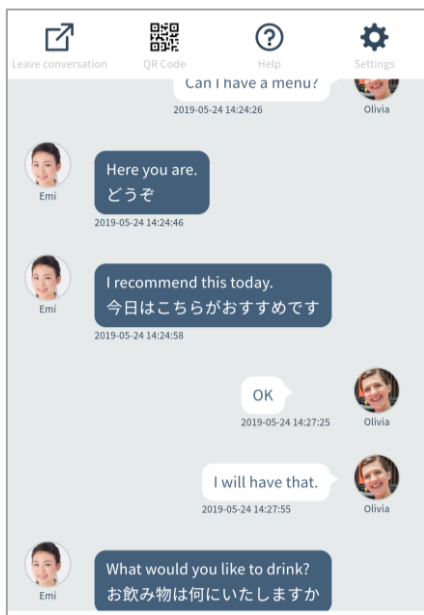 Leave conversation
QR Code
Help
Settings
Can I have a menu?
2019-05-24 14:24:26
Olivia
Here you are.
どうぞ
Emi
2019-05-24 14:24:46
I recommend this today.
今日はこちらがおすすめです
Emi
2019-05-24 14:24:58
OK
2019-05-24 14:27:25
Olivia
I will have that.
2019-05-24 14:27:55
Olivia
What would you like to drink?
お飲み物は何にいたしますか
Emi